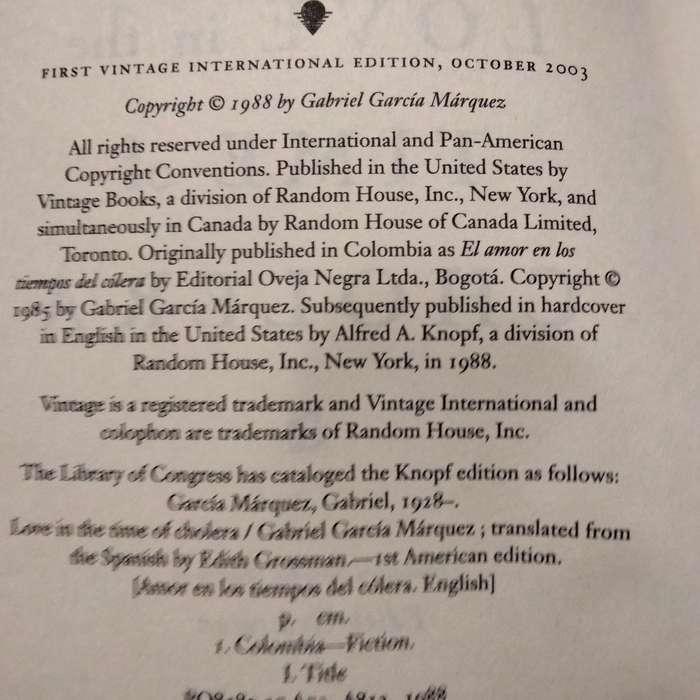 FIRST VINTAGE INTERNATIONAL EDITION, OCTOBER 2003
Copyright © 1988 by Gabriel García Márquez
All rights reserved under International and Pan-American
Copyright Conventions. Published in the United States by
Vintage Books, a division of Random House, Inc., New York, and
simultaneously in Canada by Random House of Canada Limited,
Toronto. Originally published in Colombia as El amor en los
tiempos del cólera by Editorial Oveja Negra Ltda., Bogotá. Copyright ©
1985 by Gabriel García Márquez. Subsequently published in hardcover
in English in the United States by Alfred A. Knopf, a division of
Random House, Inc., New York, in 1988.
Vintage is a registered trademark and Vintage International and
colophon are trademarks of Random House, Inc.
The Library of Congress has cataloged the Knopf edition as follows:
García Márquez, Gabriel, 1928–.
Love in the time of cholera / Gabriel García Márquez ; translated from
the Spanish by Edith Grossman.—1st American edition.
[Amor en los tiempos del cólera. English]
p. cm.
1. Colombia—Fiction.
I. Title